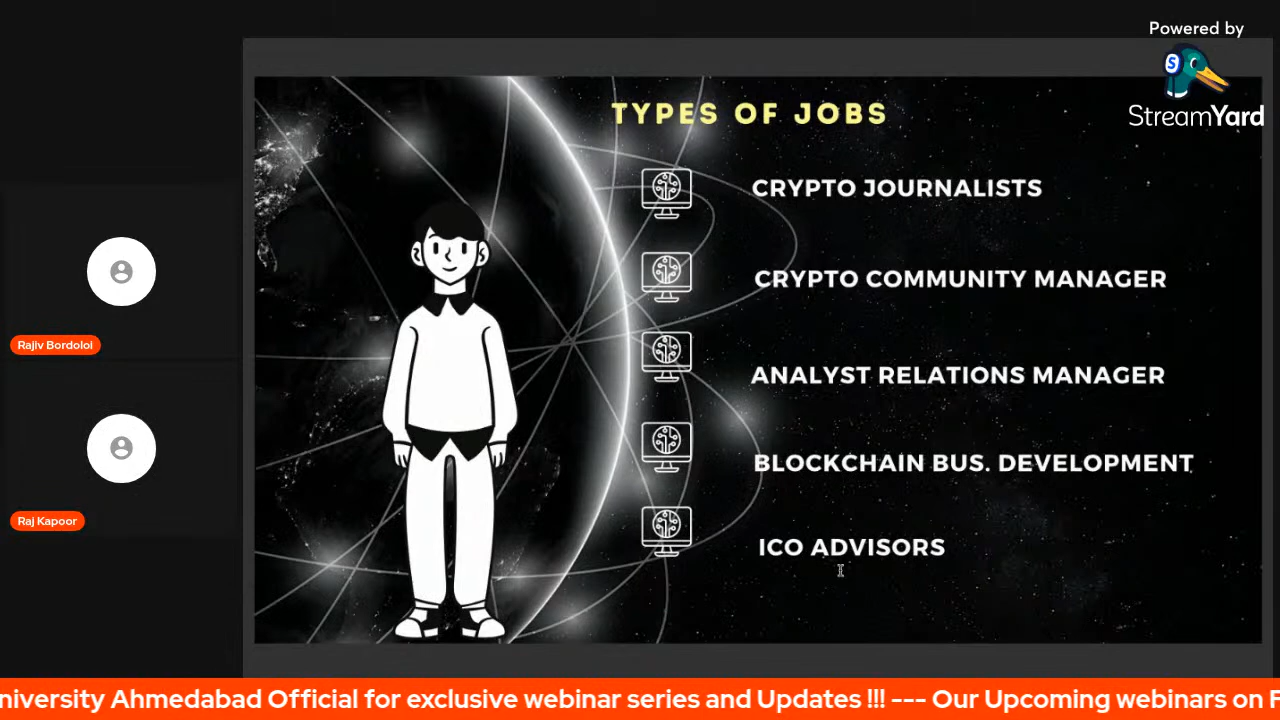 Powered by
StreamYard
TYPES OF JOBS
CRYPTO JOURNALISTS
CRYPTO COMMUNITY MANAGER
ANALYST RELATIONS MANAGER
BLOCKCHAIN BUS. DEVELOPMENT
ICO ADVISORS
Rajiv Bordoloi
Raj Kapoor
niversity Ahmedabad Official for exclusive webinar series and Updates !!! --- Our Upcoming webinars on